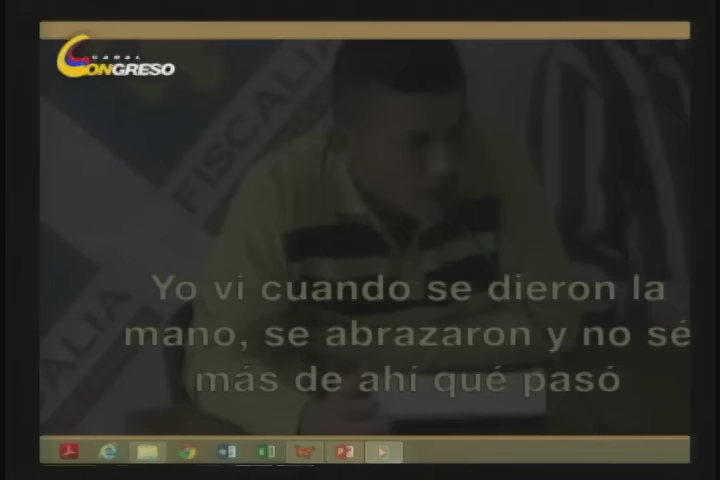 CANAL
CONGRESO
FISCALIA
FISCALIA
Yo vi cuando se dieron la
mano, se abrazaron y no sé
más de ahí qué pasó